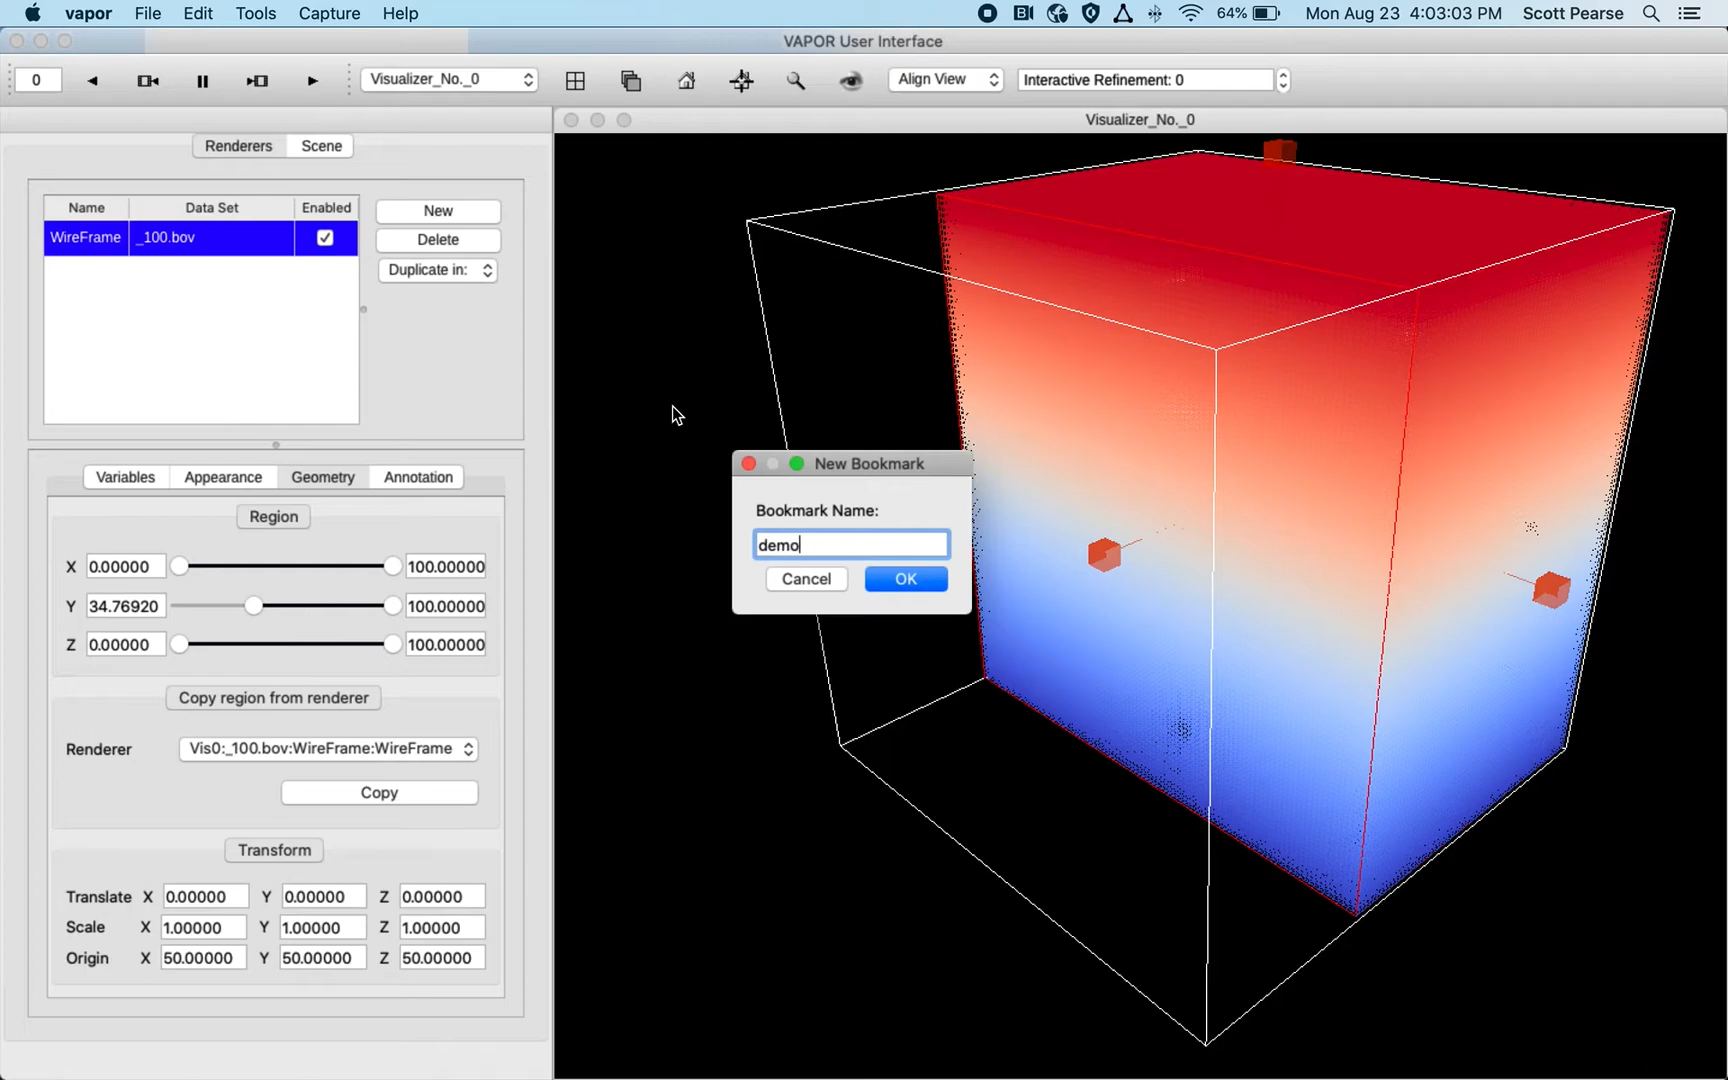 vapor File Edit Tools Capture Help 64% Mon Aug 23 4:03:03 PM Scott Pearse
VAPOR User Interface
0 Visualizer_No._0 Align View Interactive Refinement: 0
Visualizer_No._0
Renderers Scene
Name Data Set Enabled
WireFrame _100.bov
New
Delete
Duplicate in:
Variables Appearance Geometry Annotation
Region
X 0.00000 100.00000
Y 34.76920 100.00000
Z 0.00000 100.00000
Copy region from renderer
Renderer Vis0:_100.bov:WireFrame:WireFrame
Copy
Transform
Translate X 0.00000 Y 0.00000 Z 0.00000
Scale X 1.00000 Y 1.00000 Z 1.00000
Origin X 50.00000 Y 50.00000 Z 50.00000
New Bookmark
Bookmark Name:
demo
Cancel OK